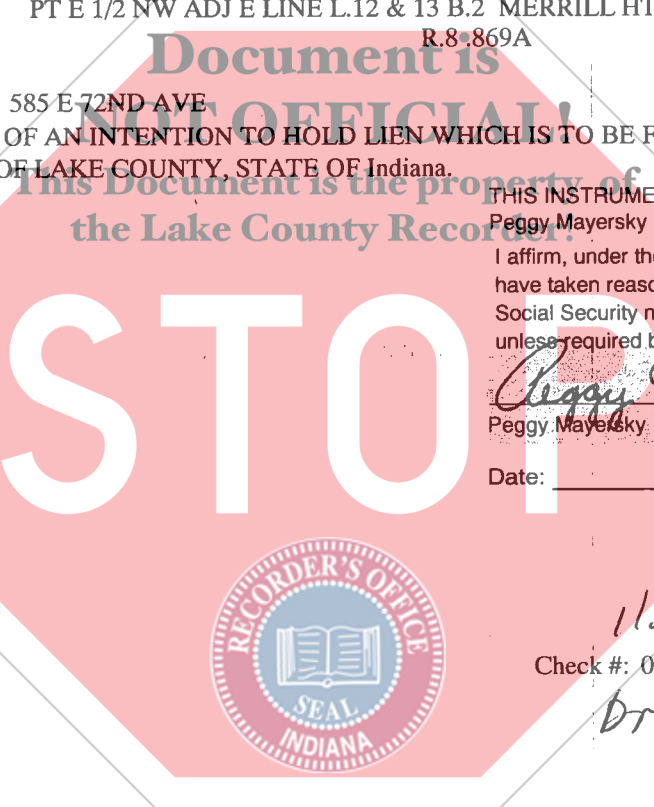 PT E 1/2 NW ADJ E LINE L.12 & 13 B.2 MERRILL HT
R.8.869A
Document is
585 E 72ND AVE
NOT OFFICIAL!
OF AN INTENTION TO HOLD LIEN WHICH IS TO BE F
OF LAKE COUNTY, STATE OF Indiana.
This Document is the property of
the Lake County Recorder!
THIS INSTRUME
Peggy Mayersky
I affirm, under the
have taken reaso
Social Security n
unless required b
Peggy
Peggy Mayersky
Date:
STOP
RECORDER'S OFFICE
SEAL
INDIANA
11.
Check #: 0
Dr